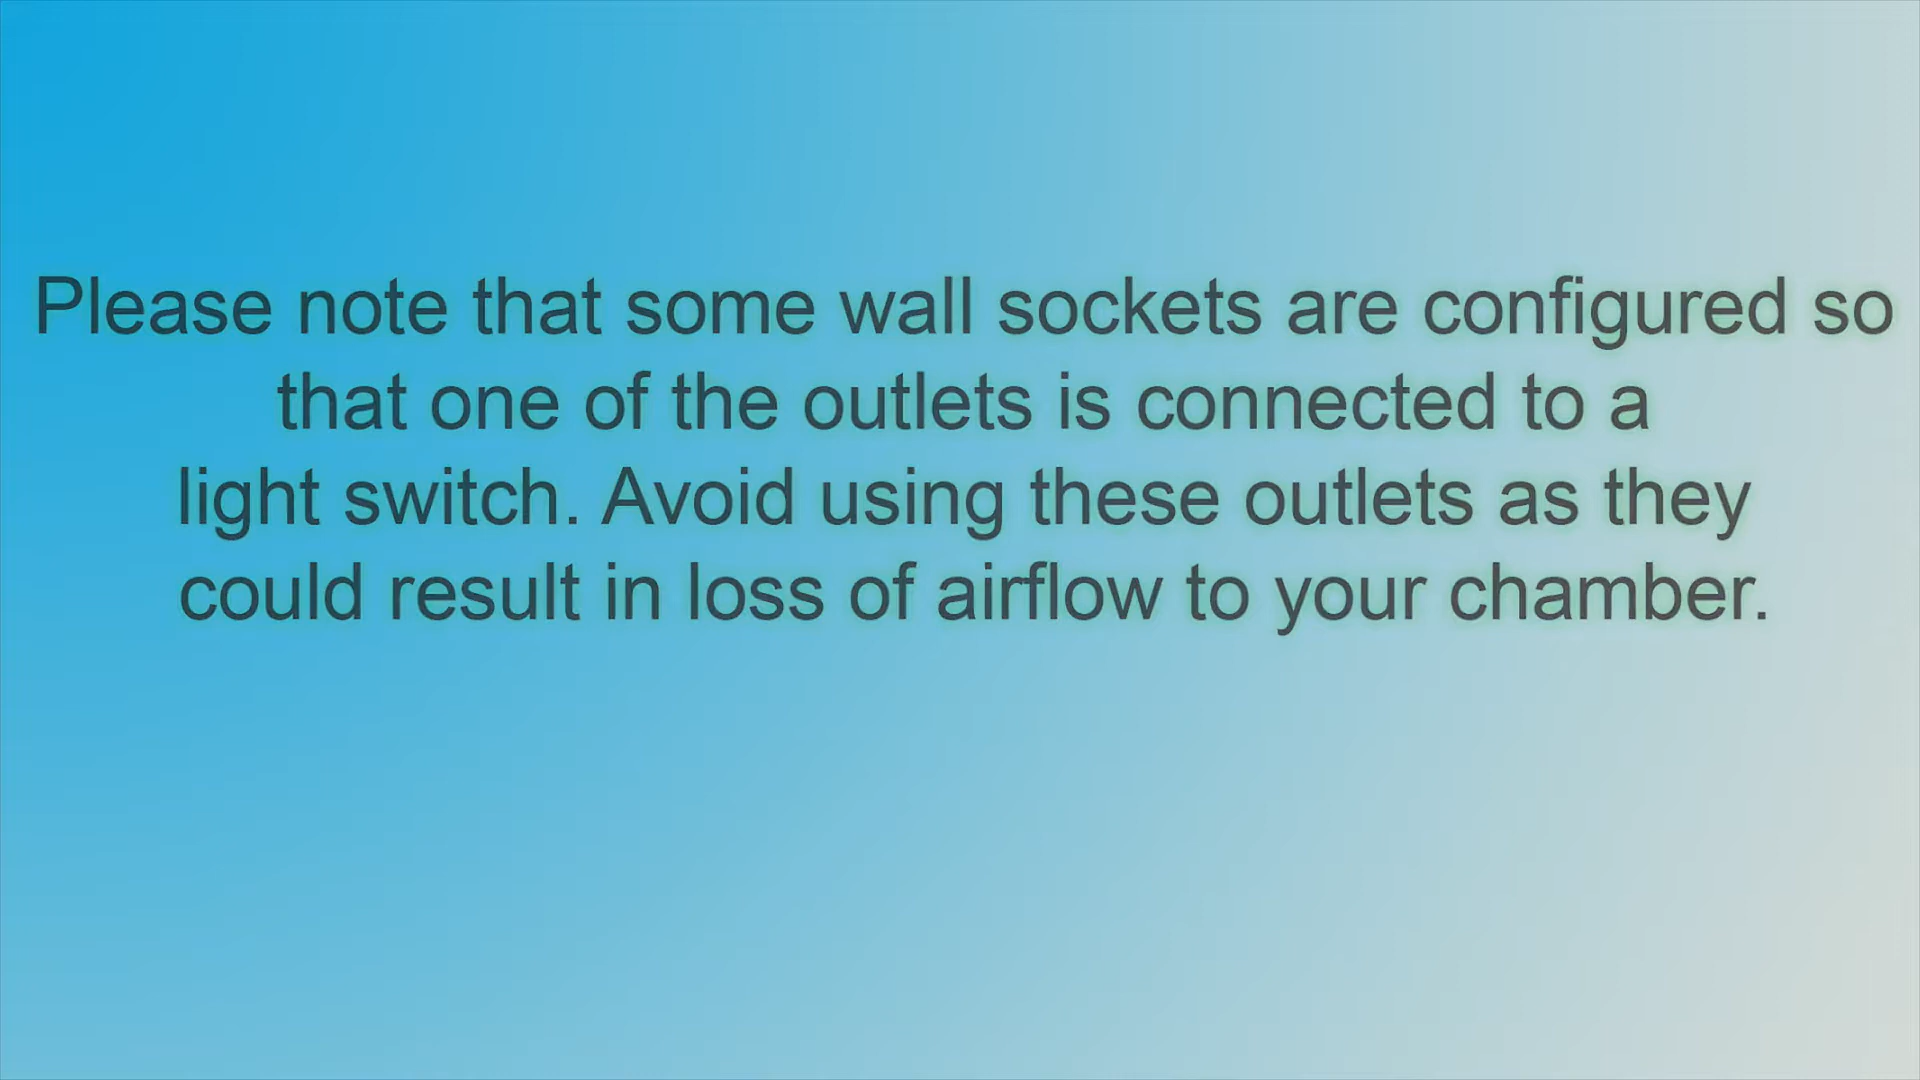 Please note that some wall sockets are configured so
that one of the outlets is connected to a
light switch. Avoid using these outlets as they
could result in loss of airflow to your chamber.